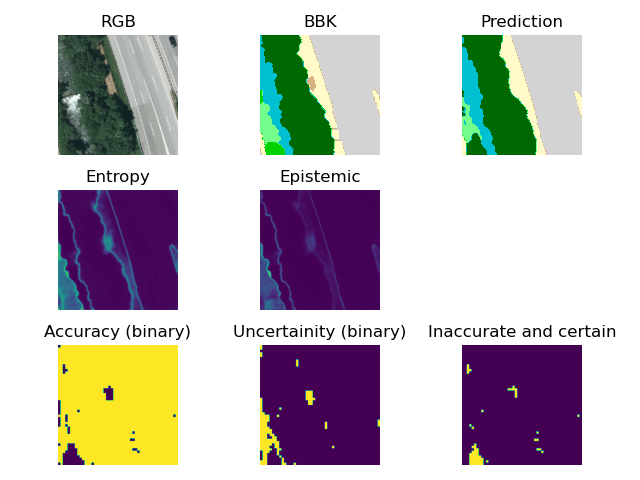 RGB
BBK
Prediction
Entropy
Epistemic
Accuracy (binary)
Uncertainity (binary)
Inaccurate and certain